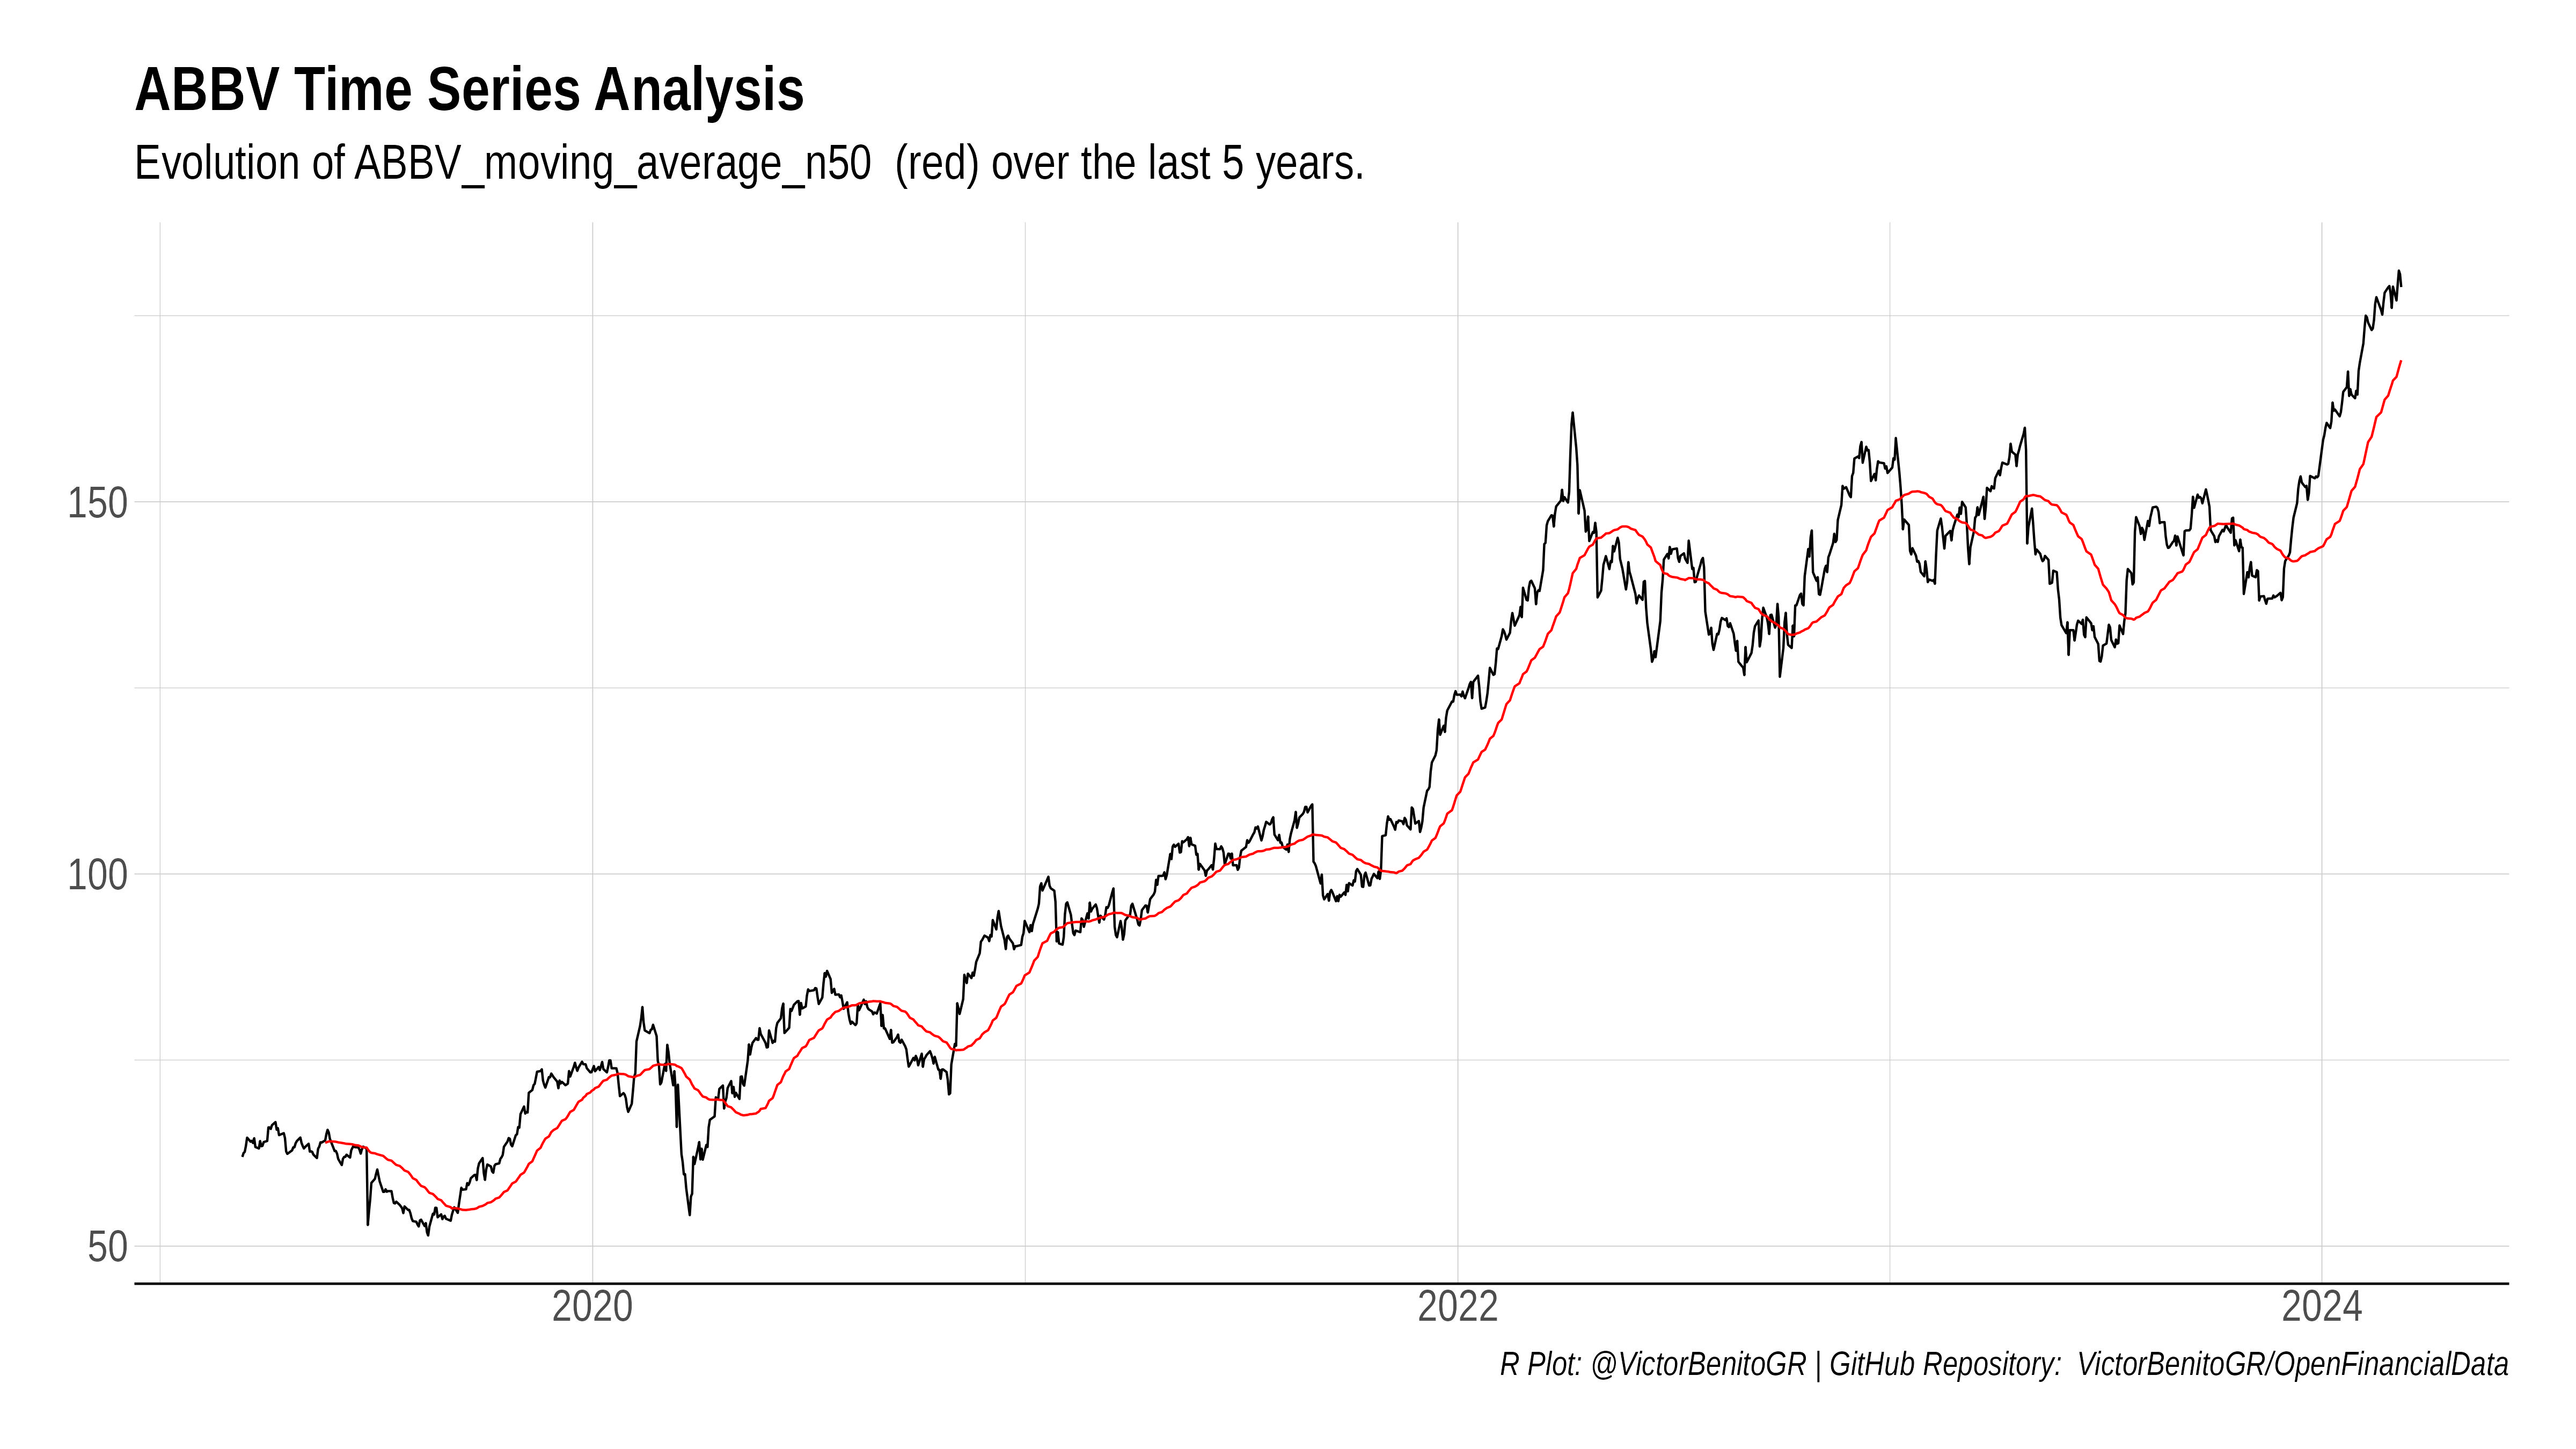 ABBV Time Series Analysis
Evolution of ABBV_moving_average_n50  (red) over the last 5 years.
150
100
50
2020 2022 2024
R Plot: @VictorBenitoGR | GitHub Repository:  VictorBenitoGR/OpenFinancialData